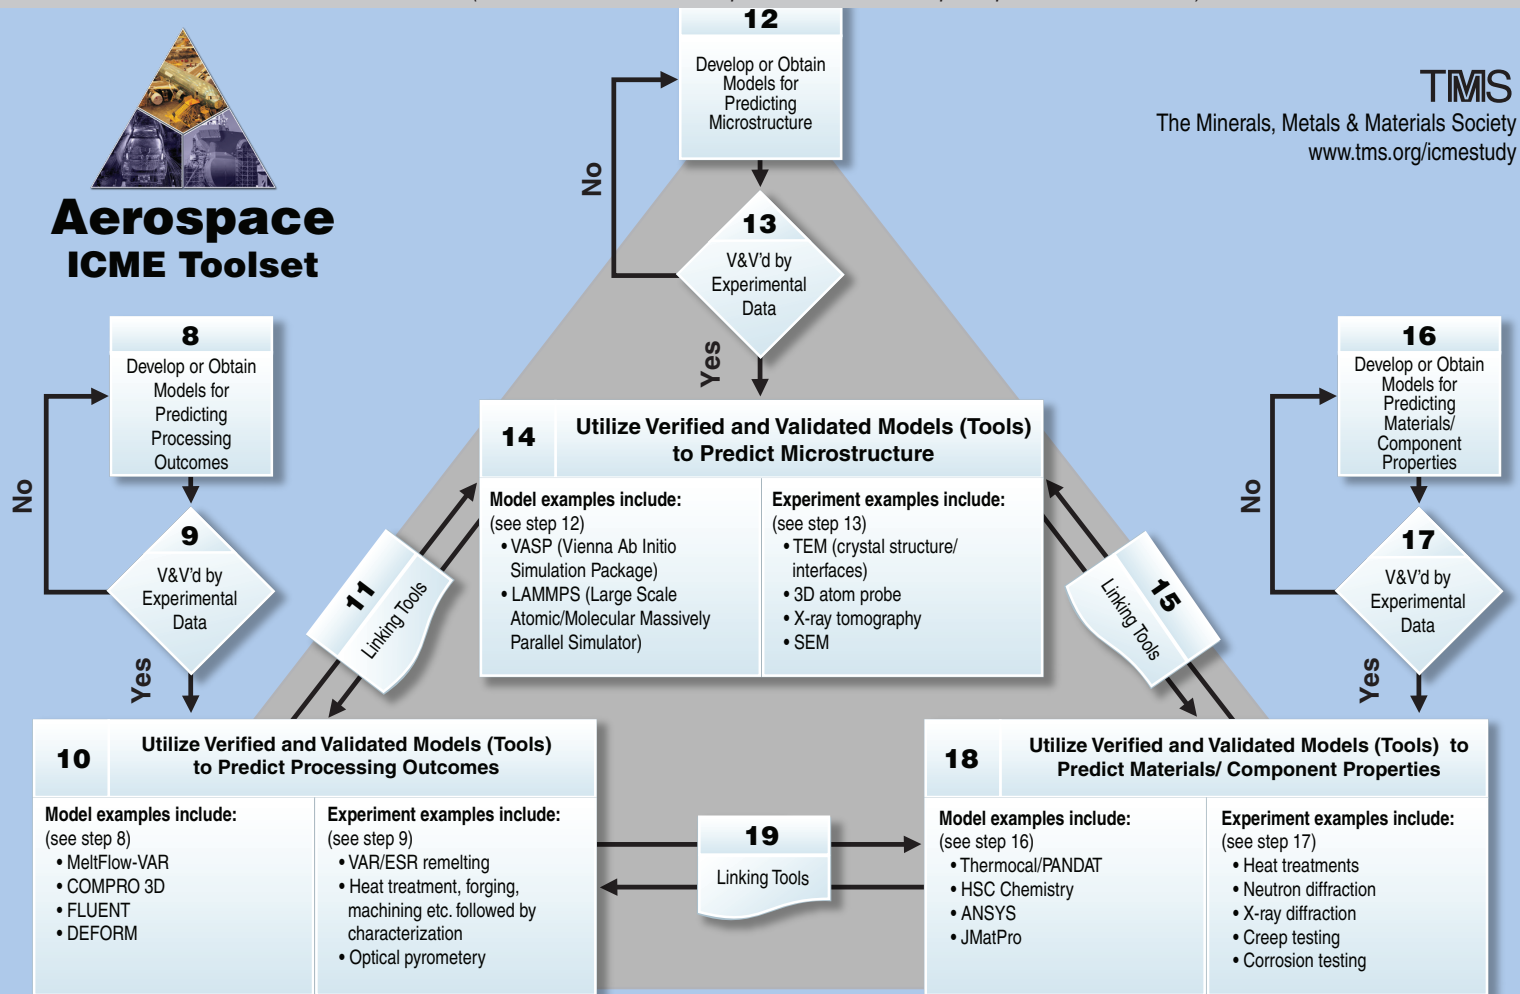 12
Develop or Obtain
Models for
Predicting
Microstructure
TMS
The Minerals, Metals & Materials Society
www.tms.org/icmestudy
Aerospace
ICME Toolset
No
13
V&V'd by
Experimental
Data
Yes
8
Develop or Obtain
Models for
Predicting
Processing
Outcomes
No
9
V&V'd by
Experimental
Data
Yes
16
Develop or Obtain
Models for
Predicting
Materials/
Component
Properties
No
17
V&V'd by
Experimental
Data
Yes
14
Utilize Verified and Validated Models (Tools)
to Predict Microstructure
Model examples include:
(see step 12)
• VASP (Vienna Ab Initio
Simulation Package)
• LAMMPS (Large Scale
Atomic/Molecular Massively
Parallel Simulator)
Experiment examples include:
(see step 13)
• TEM (crystal structure/
interfaces)
• 3D atom probe
• X-ray tomography
• SEM
11
Linking Tools
15
Linking Tools
10
Utilize Verified and Validated Models (Tools)
to Predict Processing Outcomes
Model examples include:
(see step 8)
• MeltFlow-VAR
• COMPRO 3D
• FLUENT
• DEFORM
Experiment examples include:
(see step 9)
• VAR/ESR remelting
• Heat treatment, forging,
machining etc. followed by
characterization
• Optical pyrometery
19
Linking Tools
18
Utilize Verified and Validated Models (Tools) to
Predict Materials/ Component Properties
Model examples include:
(see step 16)
• Thermocal/PANDAT
• HSC Chemistry
• ANSYS
• JMatPro
Experiment examples include:
(see step 17)
• Heat treatments
• Neutron diffraction
• X-ray diffraction
• Creep testing
• Corrosion testing